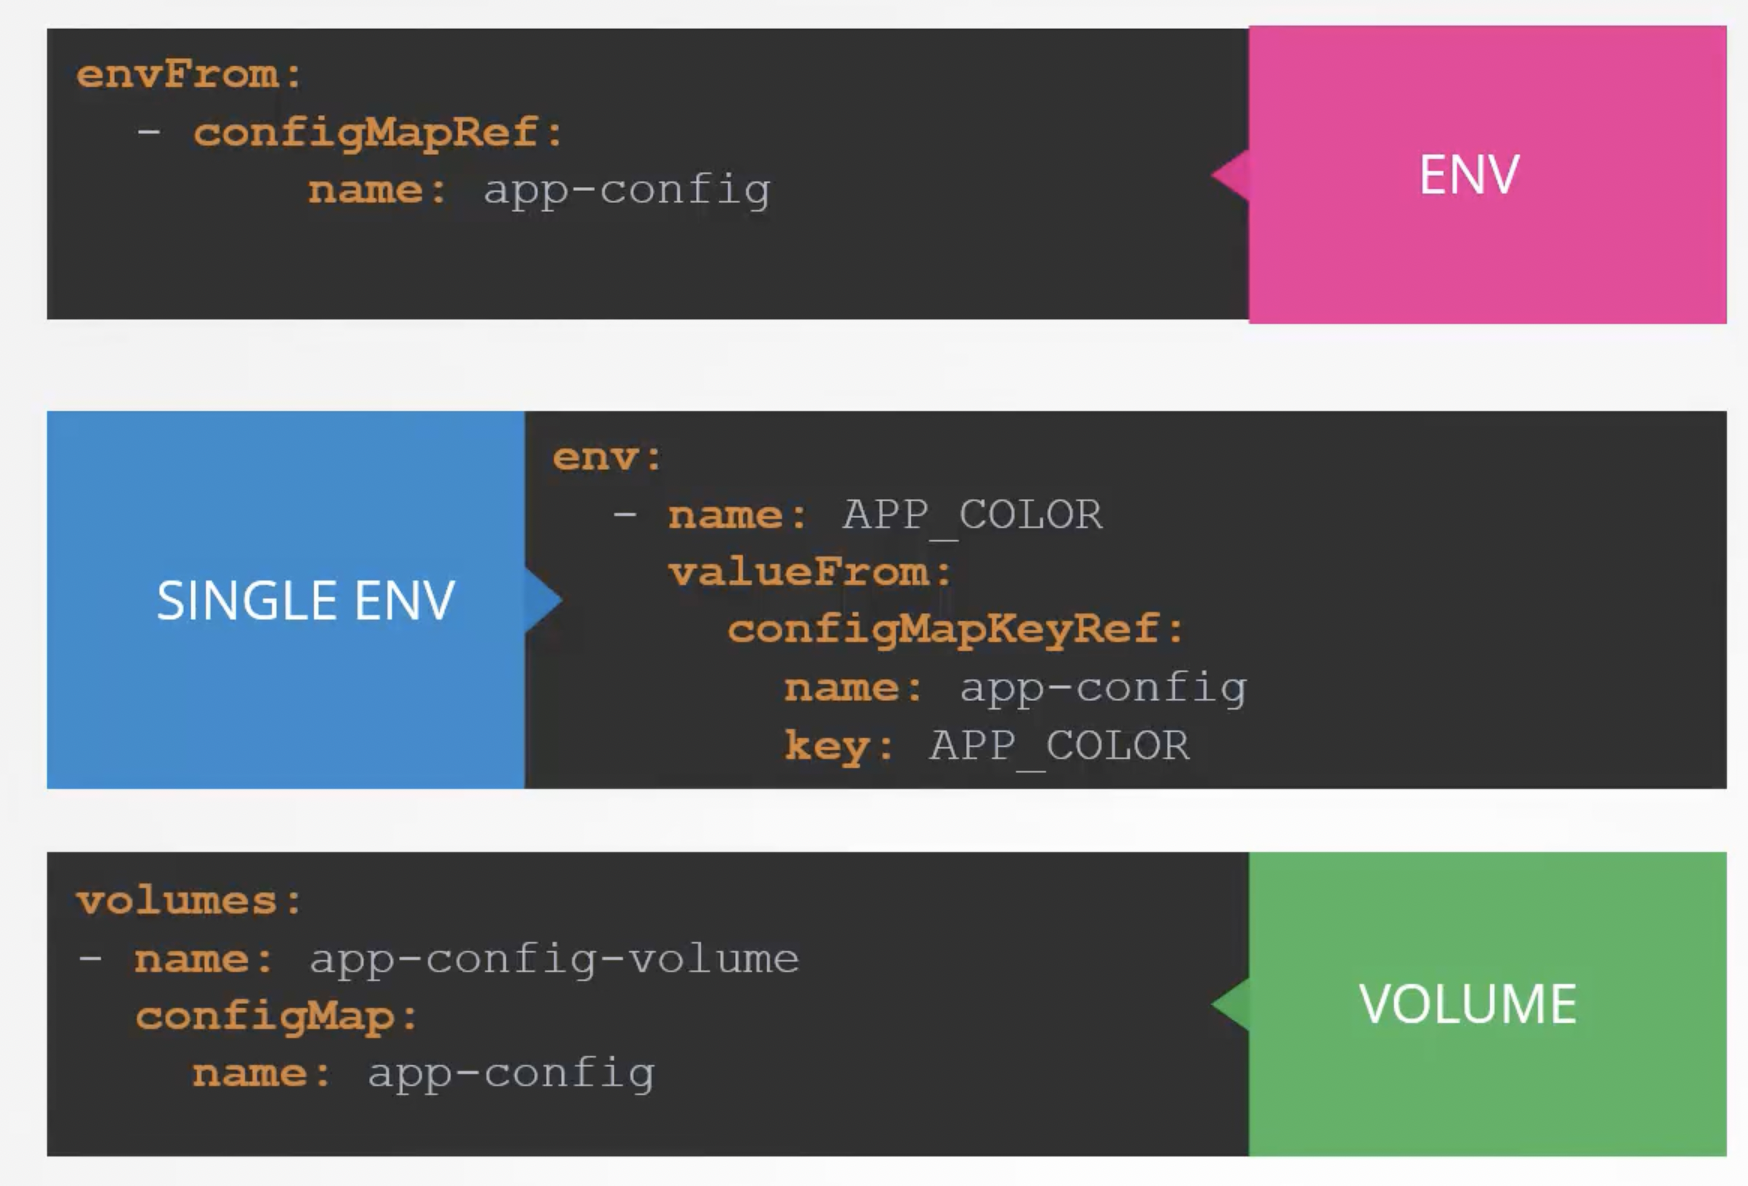 envFrom:
  - configMapRef:
        name: app-config
ENV
SINGLE ENV
env:
  - name: APP_COLOR
    valueFrom:
      configMapKeyRef:
        name: app-config
        key: APP_COLOR
volumes:
- name: app-config-volume
  configMap:
    name: app-config
VOLUME